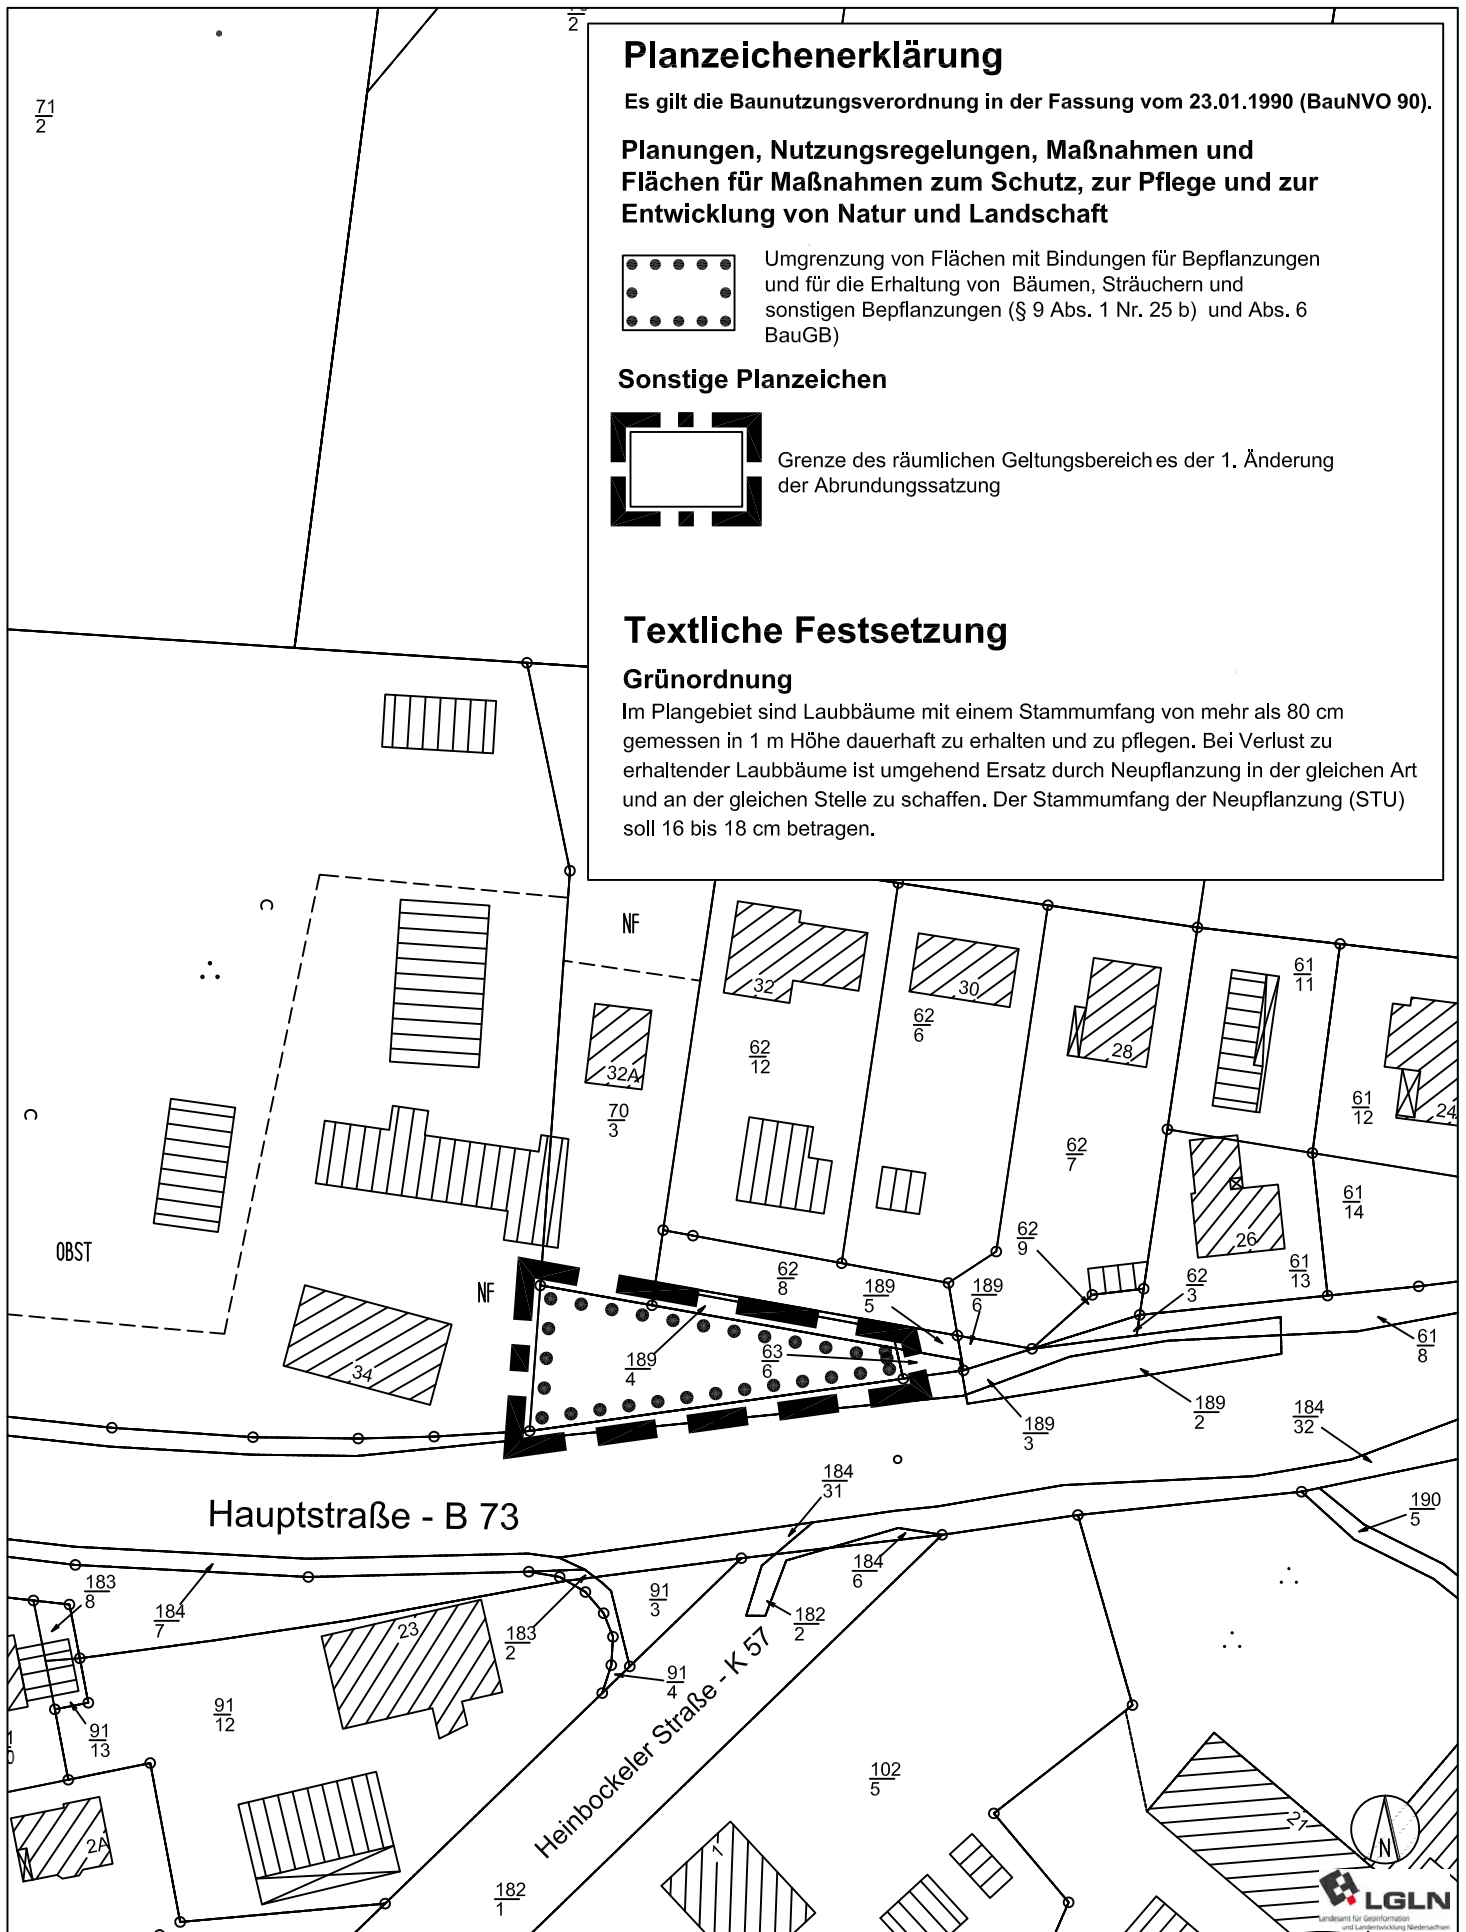 2
71
2
Planzeichenerklärung
Es gilt die Baunutzungsverordnung in der Fassung vom 23.01.1990 (BauNVO 90).
Planungen, Nutzungsregelungen, Maßnahmen und
Flächen für Maßnahmen zum Schutz, zur Pflege und zur
Entwicklung von Natur und Landschaft
Umgrenzung von Flächen mit Bindungen für Bepflanzungen
und für die Erhaltung von Bäumen, Sträuchern und
sonstigen Bepflanzungen (§ 9 Abs. 1 Nr. 25 b) und Abs. 6
BauGB)
Sonstige Planzeichen
Grenze des räumlichen Geltungsbereiches der 1. Änderung
der Abrundungssatzung
Textliche Festsetzung
Grünordnung
Im Plangebiet sind Laubbäume mit einem Stammumfang von mehr als 80 cm
gemessen in 1 m Höhe dauerhaft zu erhalten und zu pflegen. Bei Verlust zu
erhaltender Laubbäume ist umgehend Ersatz durch Neupflanzung in der gleichen Art
und an der gleichen Stelle zu schaffen. Der Stammumfang der Neupflanzung (STU)
soll 16 bis 18 cm betragen.
NF
32
30
28
61
11
62
6
62
12
32A
70
3
61
12
24
62
7
61
14
OBST
NF
62
9
26
61
13
62
3
62
8
189
5
189
6
61
8
34
189
4
63
6
189
2
189
3
184
32
184
31
Hauptstraße - B 73
190
5
184
6
183
8
184
7
91
3
182
2
23
183
2
91
4
Heinbockeler Straße - K 57
91
12
91
13
102
5
21
2A
1
182
1
N
LGLN
Landesamt für Geoinformation
und Landentwicklung Niedersachsen